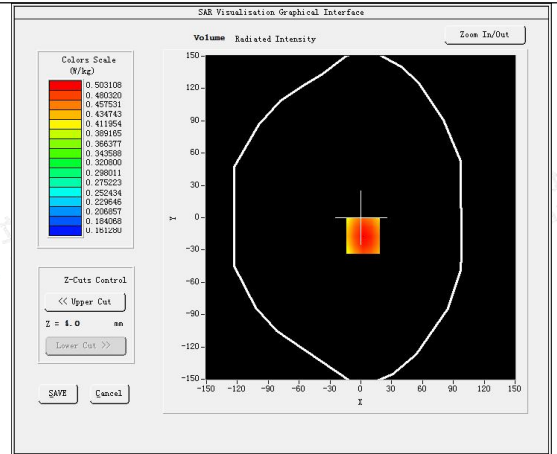 SAR Visualisation Graphical Interface
Volume Radiated Intensity
Zoom In/Out
Colors Scale
(W/kg)
0.503108
0.480320
0.457531
0.434743
0.411954
0.389165
0.366377
0.343588
0.320800
0.298011
0.275223
0.252434
0.229646
0.206857
0.184068
0.161280
Z-Cuts Control
<< Upper Cut
Z = 4.0 mm
Lower Cut >>
SAVE Cancel
150
120
90
60
30
0
-30
-60
-90
-120
-150
Y
-150 -120 -90 -60 -30 0 30 60 90 120 150
X